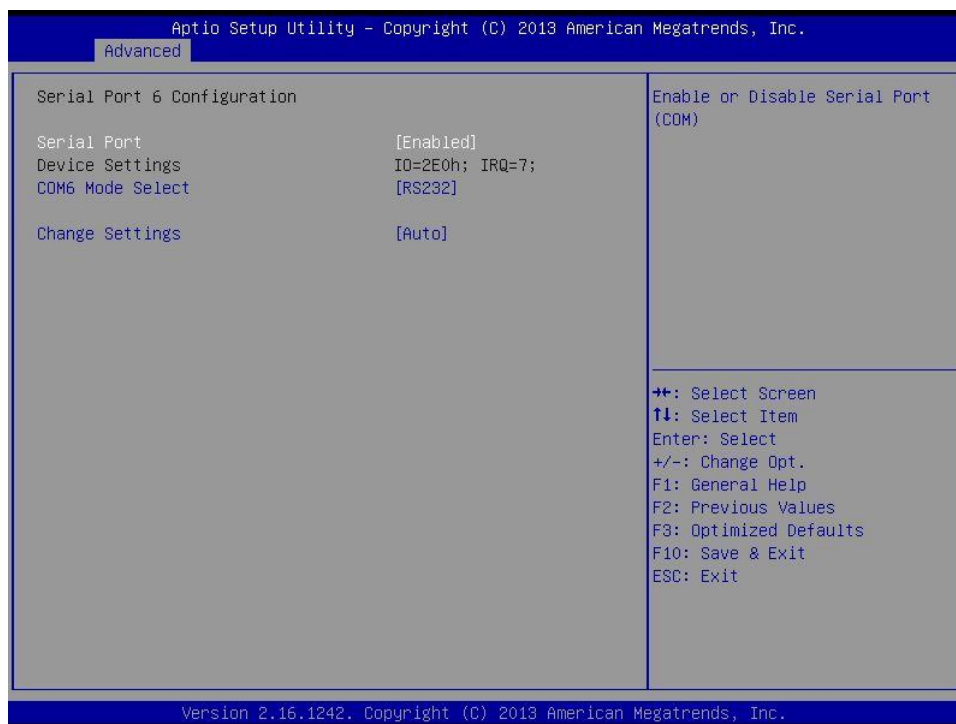 Aptio Setup Utility – Copyright (C) 2013 American Megatrends, Inc.
Advanced
Serial Port 6 Configuration
Serial Port [Enabled]
Device Settings IO=2E0h; IRQ=7;
COM6 Mode Select [RS232]
Change Settings [Auto]
Enable or Disable Serial Port
(COM)
→←: Select Screen
↑↓: Select Item
Enter: Select
+/-: Change Opt.
F1: General Help
F2: Previous Values
F3: Optimized Defaults
F10: Save & Exit
ESC: Exit
Version 2.16.1242. Copyright (C) 2013 American Megatrends, Inc.